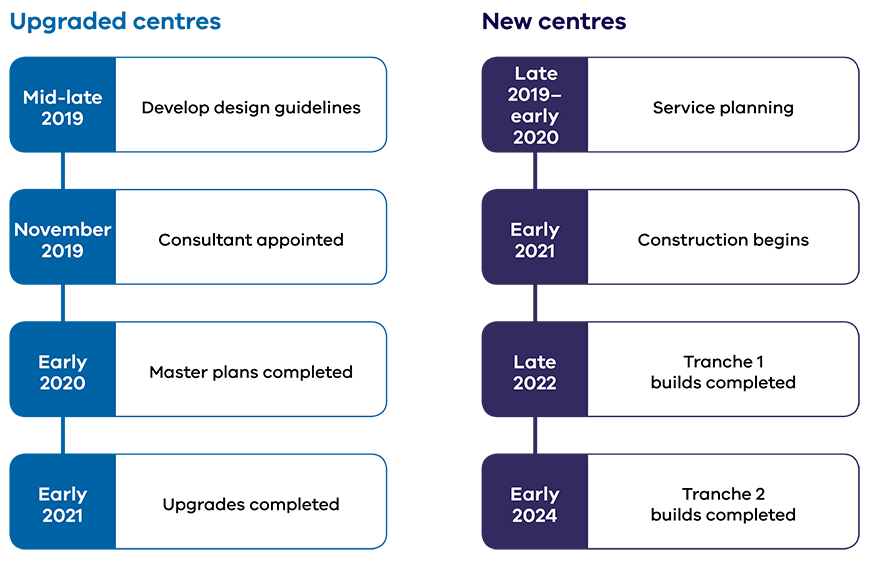 Upgraded centres
Mid-late
2019
Develop design guidelines
November
2019
Consultant appointed
Early
2020
Master plans completed
Early
2021
Upgrades completed
New centres
Late
2019–
early
2020
Service planning
Early
2021
Construction begins
Late
2022
Tranche 1
builds completed
Early
2024
Tranche 2
builds completed